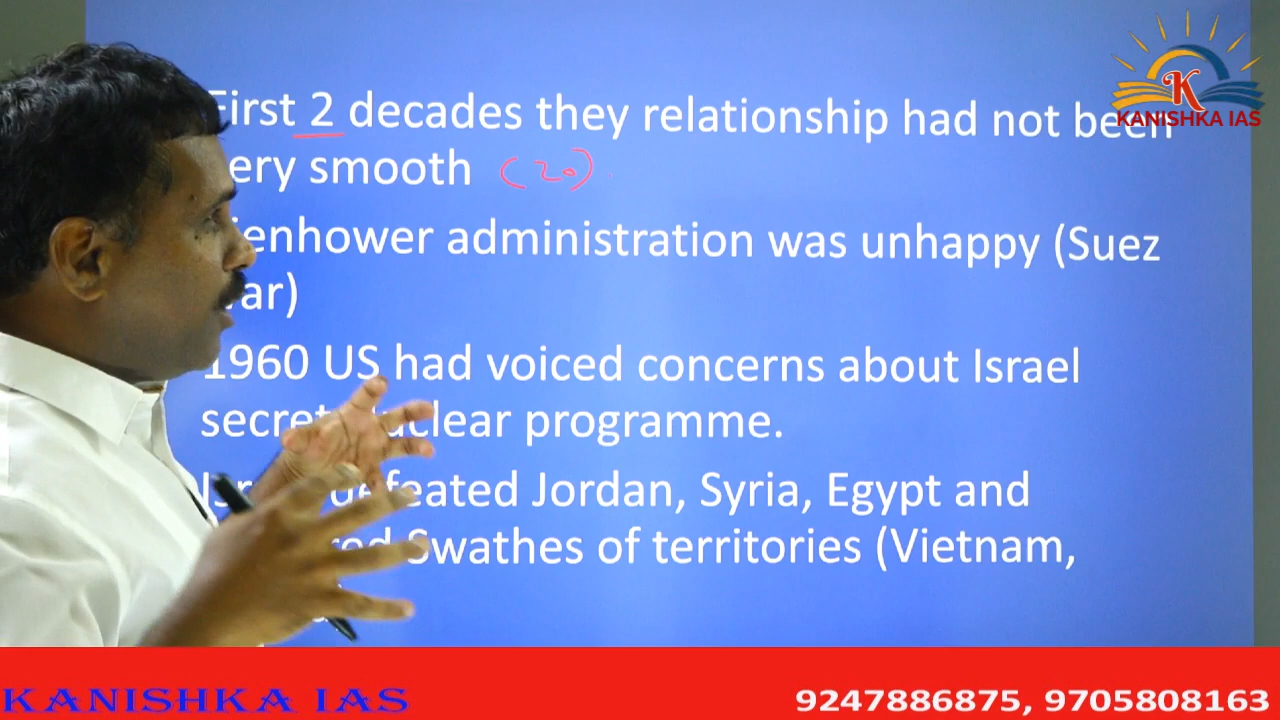 First 2 decades they relationship had not been
ery smooth (20)
enhower administration was unhappy (Suez
ar)
1960 US had voiced concerns about Israel
secret nuclear programme.
defeated Jordan, Syria, Egypt and
Swathes of territories (Vietnam,
K
KANISHKA IAS
KANISHKA IAS
9247886875, 9705808163